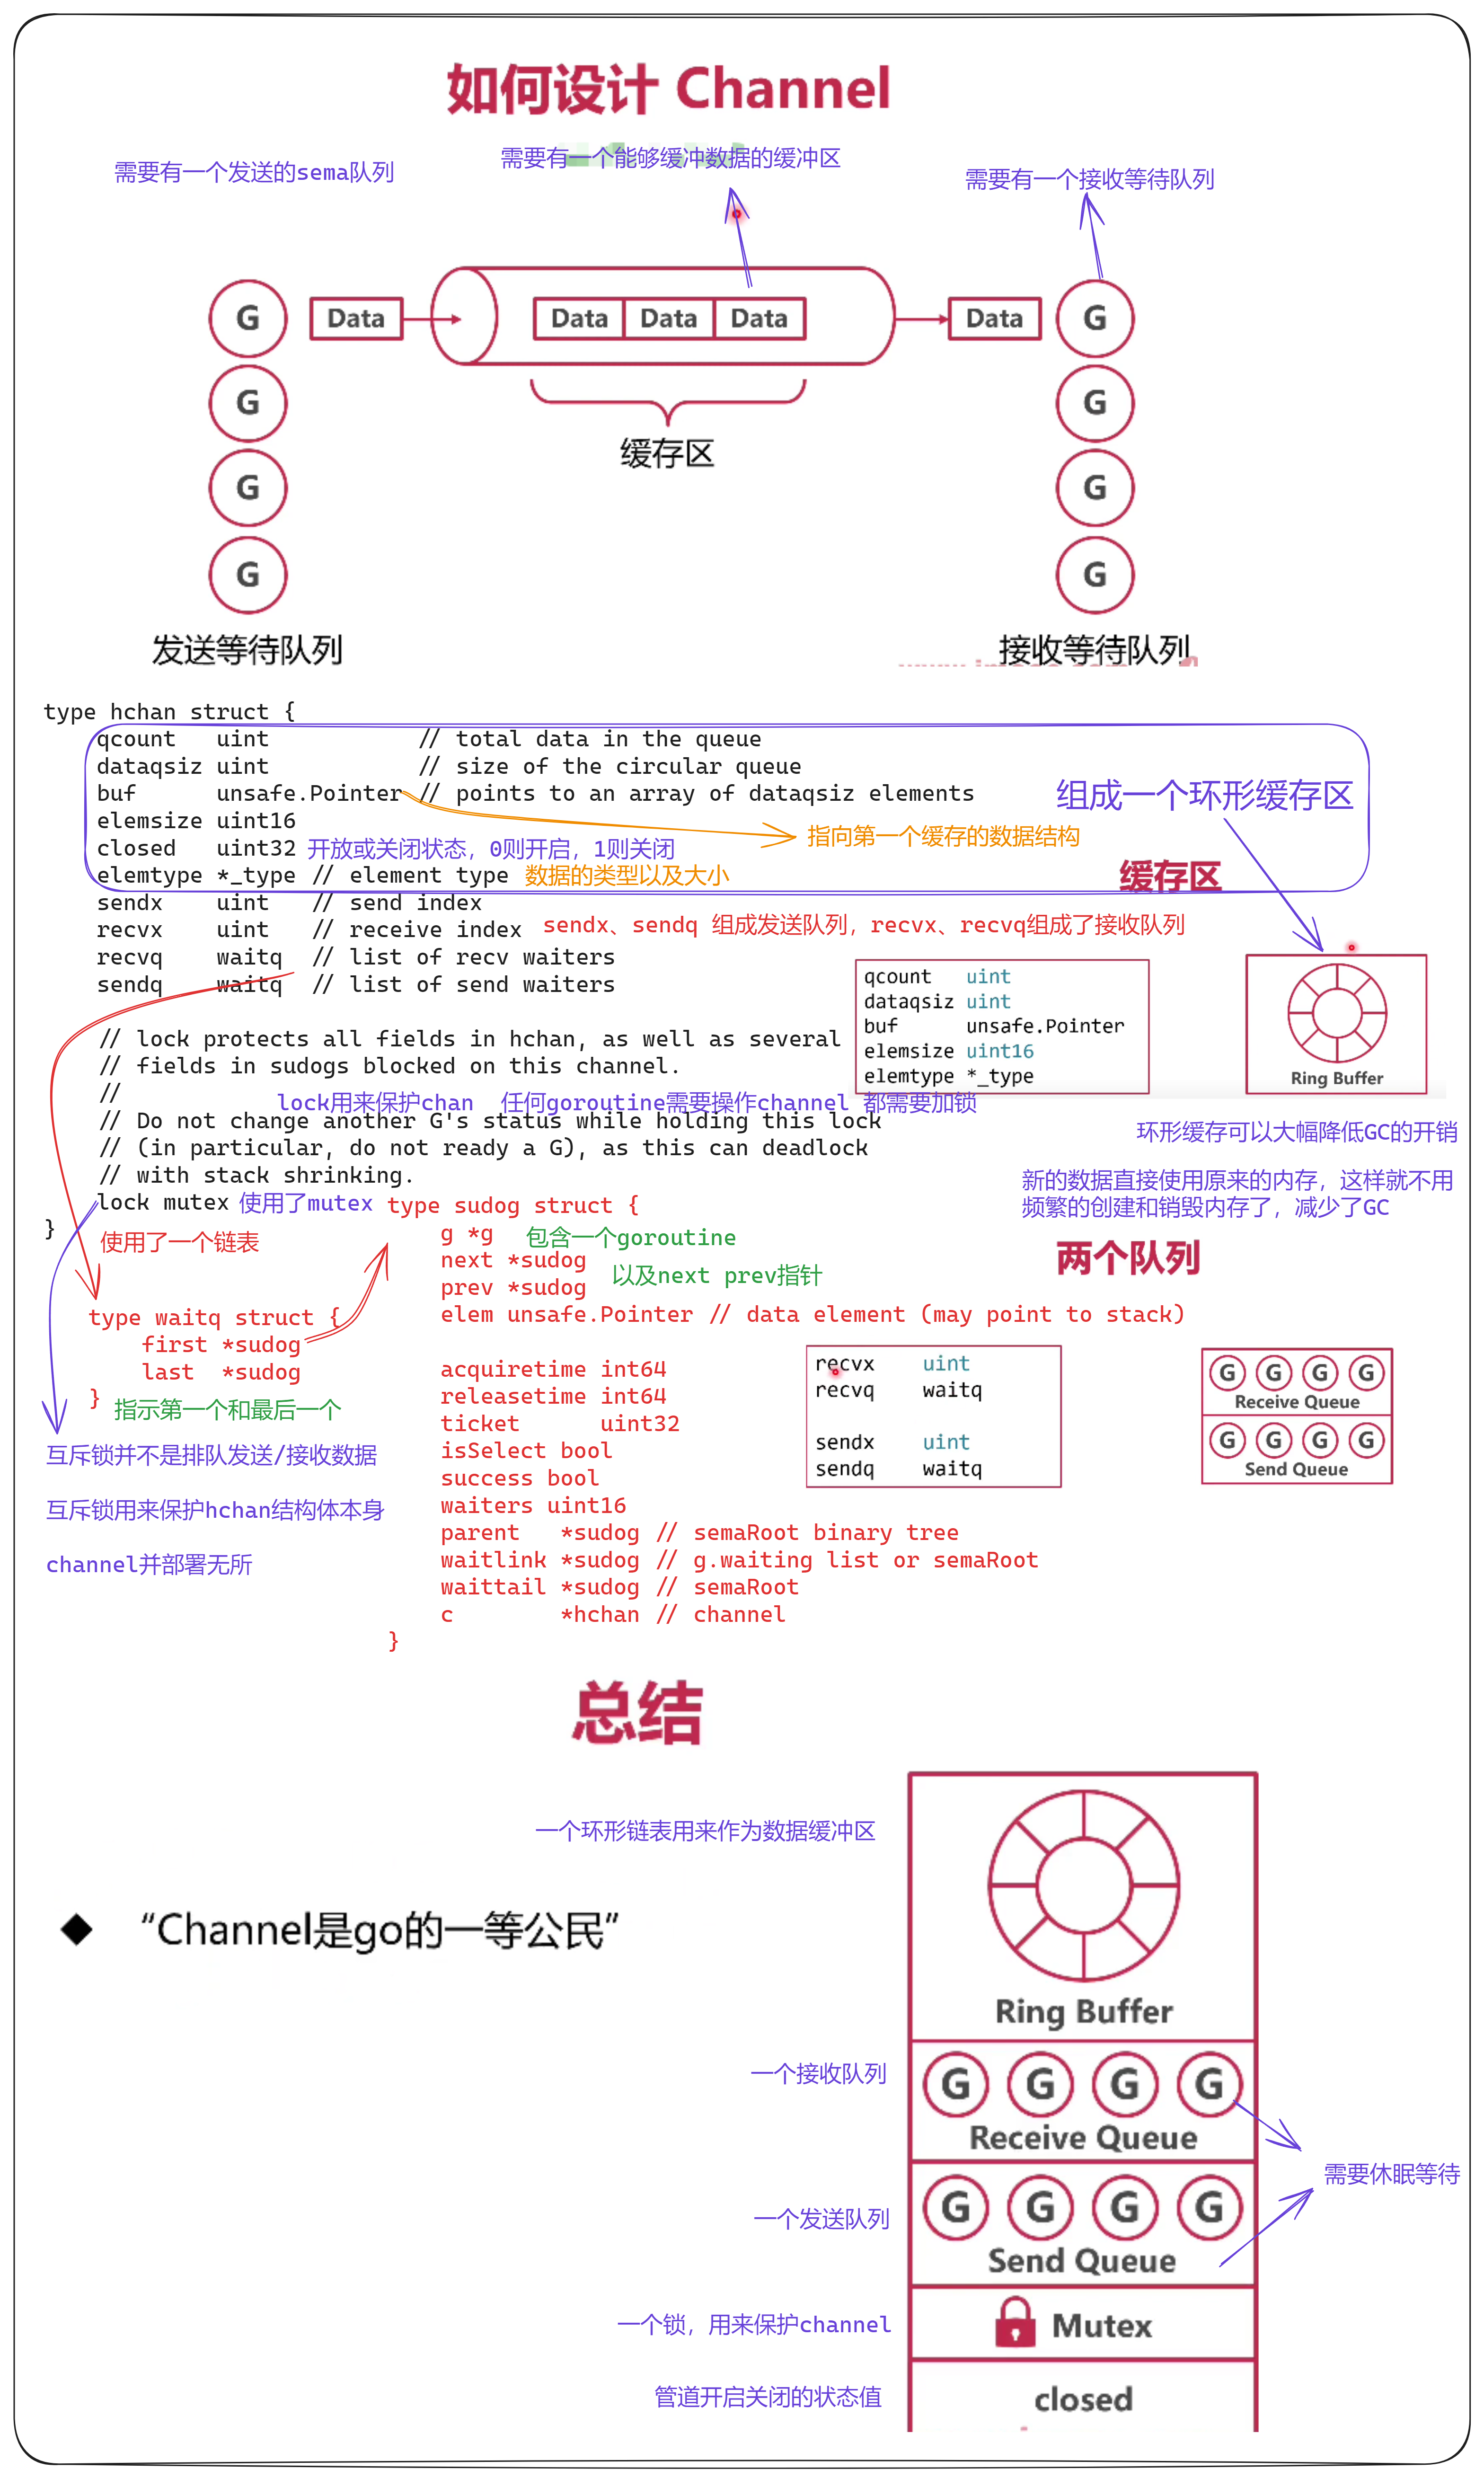 如何设计 Channel
需要有一个发送的sema队列
需要有一个能够缓冲数据的缓冲区
需要有一个接收等待队列
G Data Data Data Data Data G
G G
缓存区
G G
G G
发送等待队列 接收等待队列
type hchan struct {
qcount uint // total data in the queue
dataqsiz uint // size of the circular queue
buf unsafe.Pointer // points to an array of dataqsiz elements
组成一个环形缓存区
elemsize uint16
指向第一个缓存的数据结构
closed uint32 开放或关闭状态，0则开启，1则关闭
elemtype *_type // element type 数据的类型以及大小
缓存区
sendx uint // send index
recvx uint // receive index sendx、sendq 组成发送队列，recvx、recvq组成了接收队列
recvq waitq // list of recv waiters
sendq waitq // list of send waiters
qcount uint
dataqsiz uint
buf unsafe.Pointer
elemsize uint16
elemtype *_type
Ring Buffer
// lock protects all fields in hchan, as well as several
// fields in sudogs blocked on this channel.
//
lock用来保护chan 任何goroutine需要操作channel 都需要加锁
// Do not change another G's status while holding this lock
// (in particular, do not ready a G), as this can deadlock
// with stack shrinking.
lock mutex 使用了mutex
}
环形缓存可以大幅降低GC的开销
新的数据直接使用原来的内存，这样就不用
频繁的创建和销毁内存了，减少了GC
使用了一个链表
type waitq struct {
first *sudog
last *sudog
}
指示第一个和最后一个
互斥锁并不是排队发送/接收数据
互斥锁用来保护hchan结构体本身
channel并部署无所
type sudog struct {
g *g 包含一个goroutine
next *sudog
prev *sudog 以及next prev指针
elem unsafe.Pointer // data element (may point to stack)
acquiretime int64
releasetime int64
ticket uint32
isSelect bool
success bool
waiters uint16
parent *sudog // semaRoot binary tree
waitlink *sudog // g.waiting list or semaRoot
waittail *sudog // semaRoot
c *hchan // channel
}
两个队列
recvx uint
recvq waitq
sendx uint
sendq waitq
G G G G
Receive Queue
G G G G
Send Queue
总结
一个环形链表用来作为数据缓冲区
◆ “Channel是go的一等公民”
Ring Buffer
一个接收队列
G G G G
Receive Queue
需要休眠等待
一个发送队列
G G G G
Send Queue
一个锁，用来保护channel
Mutex
管道开启关闭的状态值
closed